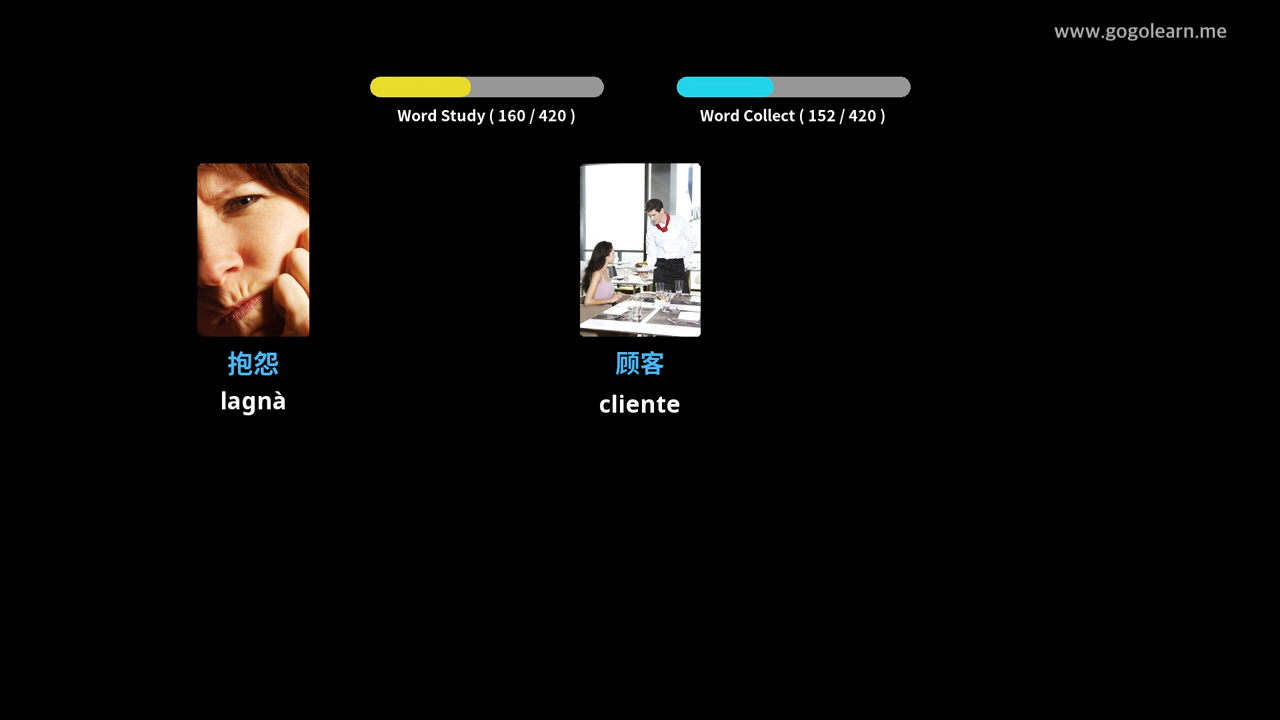 www.gogolearn.me
Word Study ( 160 / 420 )
Word Collect ( 152 / 420 )
抱怨
lagnà
顾客
cliente